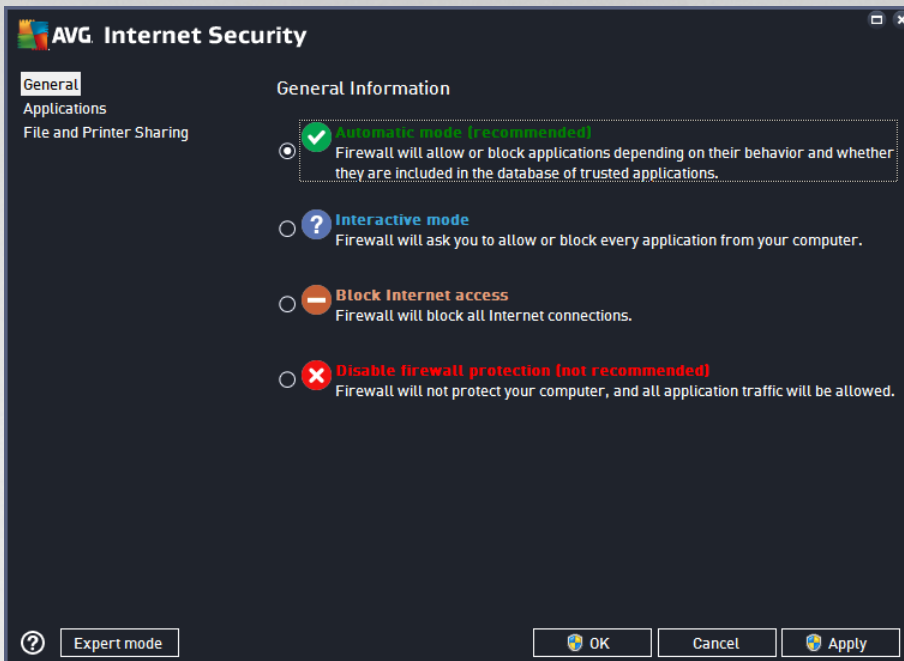 AVG Internet Security
General
Applications
File and Printer Sharing
General Information
Automatic mode (recommended)
Firewall will allow or block applications depending on their behavior and whether
they are included in the database of trusted applications.
Interactive mode
Firewall will ask you to allow or block every application from your computer.
Block Internet access
Firewall will block all Internet connections.
Disable firewall protection (not recommended)
Firewall will not protect your computer, and all application traffic will be allowed.
? Expert mode
OK
Cancel
Apply